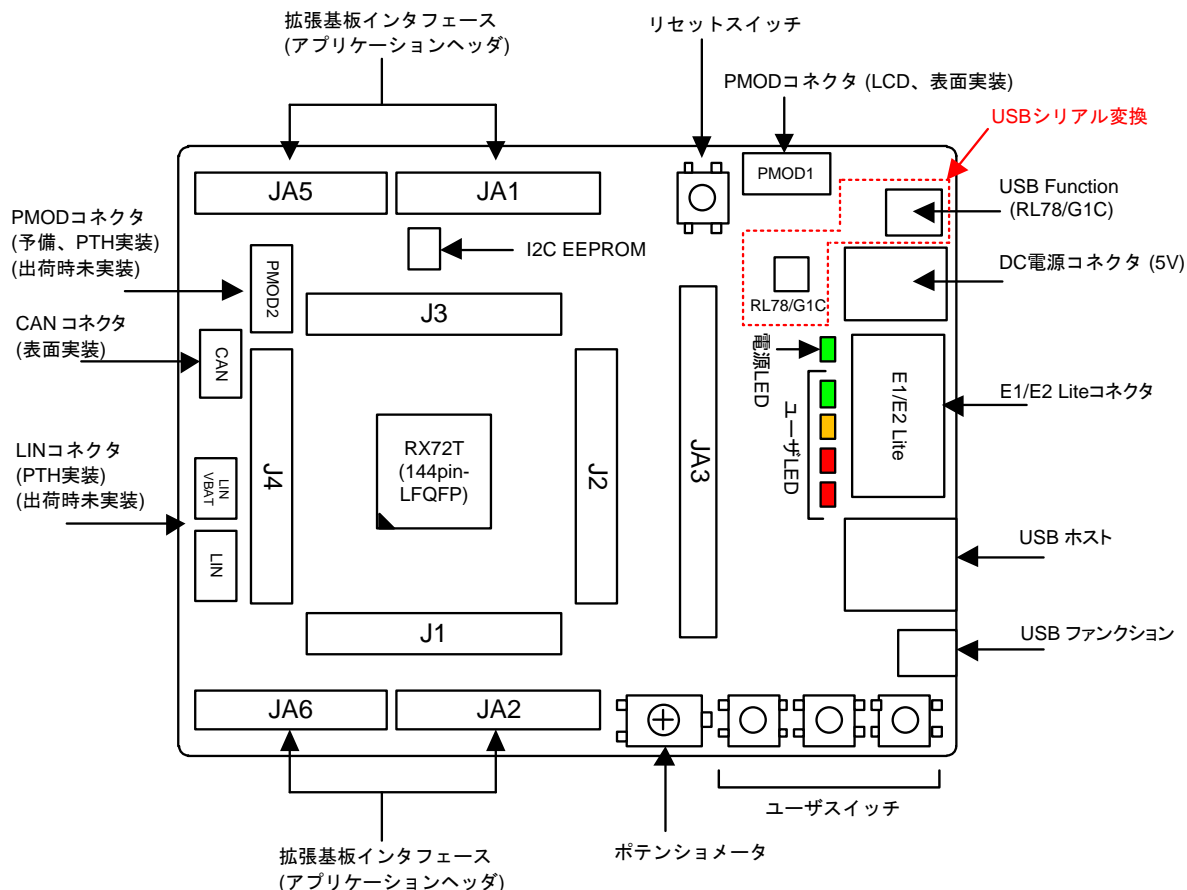 拡張基板インタフェース
(アプリケーションヘッダ)
リセットスイッチ
PMODコネクタ (LCD、表面実装)
USBシリアル変換
JA5
JA1
PMOD1
USB Function
(RL78/G1C)
PMODコネクタ
(予備、PTH実装)
(出荷時未実装)
I2C EEPROM
DC電源コネクタ (5V)
PMOD2
RL78/G1C
J3
CAN コネクタ
(表面実装)
CAN
電源LED
E1/E2 Lite
E1/E2 Liteコネクタ
ユーザLED
LINコネクタ
(PTH実装)
(出荷時未実装)
LIN
VBAT
J4
RX72T
(144pin-
LFQFP)
J2
JA3
USB ホスト
LIN
J1
USB ファンクション
JA6
JA2
ユーザスイッチ
拡張基板インタフェース
(アプリケーションヘッダ)
ポテンショメータ